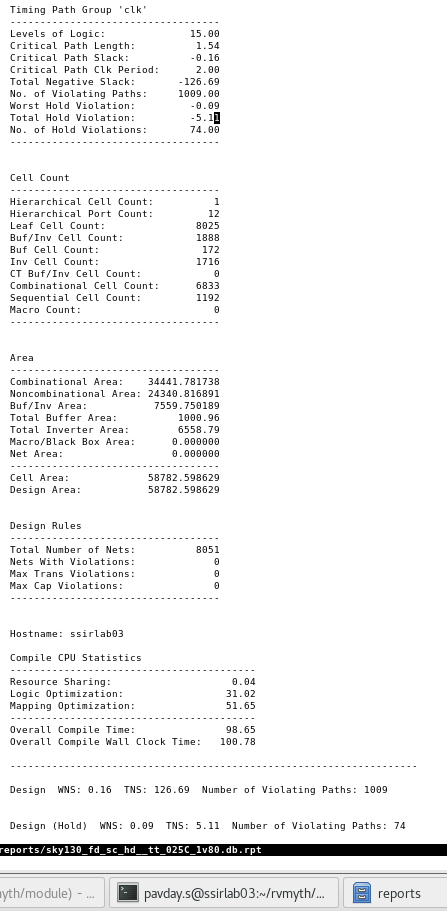 Timing Path Group 'clk'
-----------------------------------
Levels of Logic: 15.00
Critical Path Length: 1.54
Critical Path Slack: -0.16
Critical Path Clk Period: 2.00
Total Negative Slack: -126.69
No. of Violating Paths: 1009.00
Worst Hold Violation: -0.09
Total Hold Violation: -5.11
No. of Hold Violations: 74.00
-----------------------------------
Cell Count
-----------------------------------
Hierarchical Cell Count: 1
Hierarchical Port Count: 12
Leaf Cell Count: 8025
Buf/Inv Cell Count: 1888
Buf Cell Count: 172
Inv Cell Count: 1716
CT Buf/Inv Cell Count: 0
Combinational Cell Count: 6833
Sequential Cell Count: 1192
Macro Count: 0
-----------------------------------
Area
-----------------------------------
Combinational Area: 34441.781738
Noncombinational Area: 24340.816891
Buf/Inv Area: 7559.750189
Total Buffer Area: 1000.96
Total Inverter Area: 6558.79
Macro/Black Box Area: 0.000000
Net Area: 0.000000
-----------------------------------
Cell Area: 58782.598629
Design Area: 58782.598629
Design Rules
-----------------------------------
Total Number of Nets: 8051
Nets With Violations: 0
Max Trans Violations: 0
Max Cap Violations: 0
-----------------------------------
Hostname: ssirlab03
Compile CPU Statistics
-----------------------------------------
Resource Sharing: 0.04
Logic Optimization: 31.02
Mapping Optimization: 51.65
-----------------------------------------
Overall Compile Time: 98.65
Overall Compile Wall Clock Time: 100.78
--------------------------------------------------------------------
Design WNS: 0.16 TNS: 126.69 Number of Violating Paths: 1009
Design (Hold) WNS: 0.09 TNS: 5.11 Number of Violating Paths: 74
reports/sky130_fd_sc_hd__tt_025C_1v80.db.rpt
yth/module) - ... pavday.s@ssirlab03:~/rvmyth/... reports